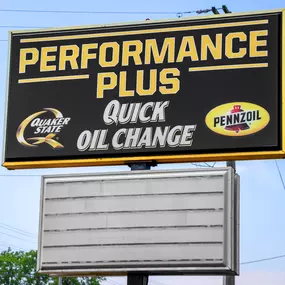 PERFORMANCE
PLUS
QUICK
OIL CHANGE
QUAKER
STATE
PENNZOIL